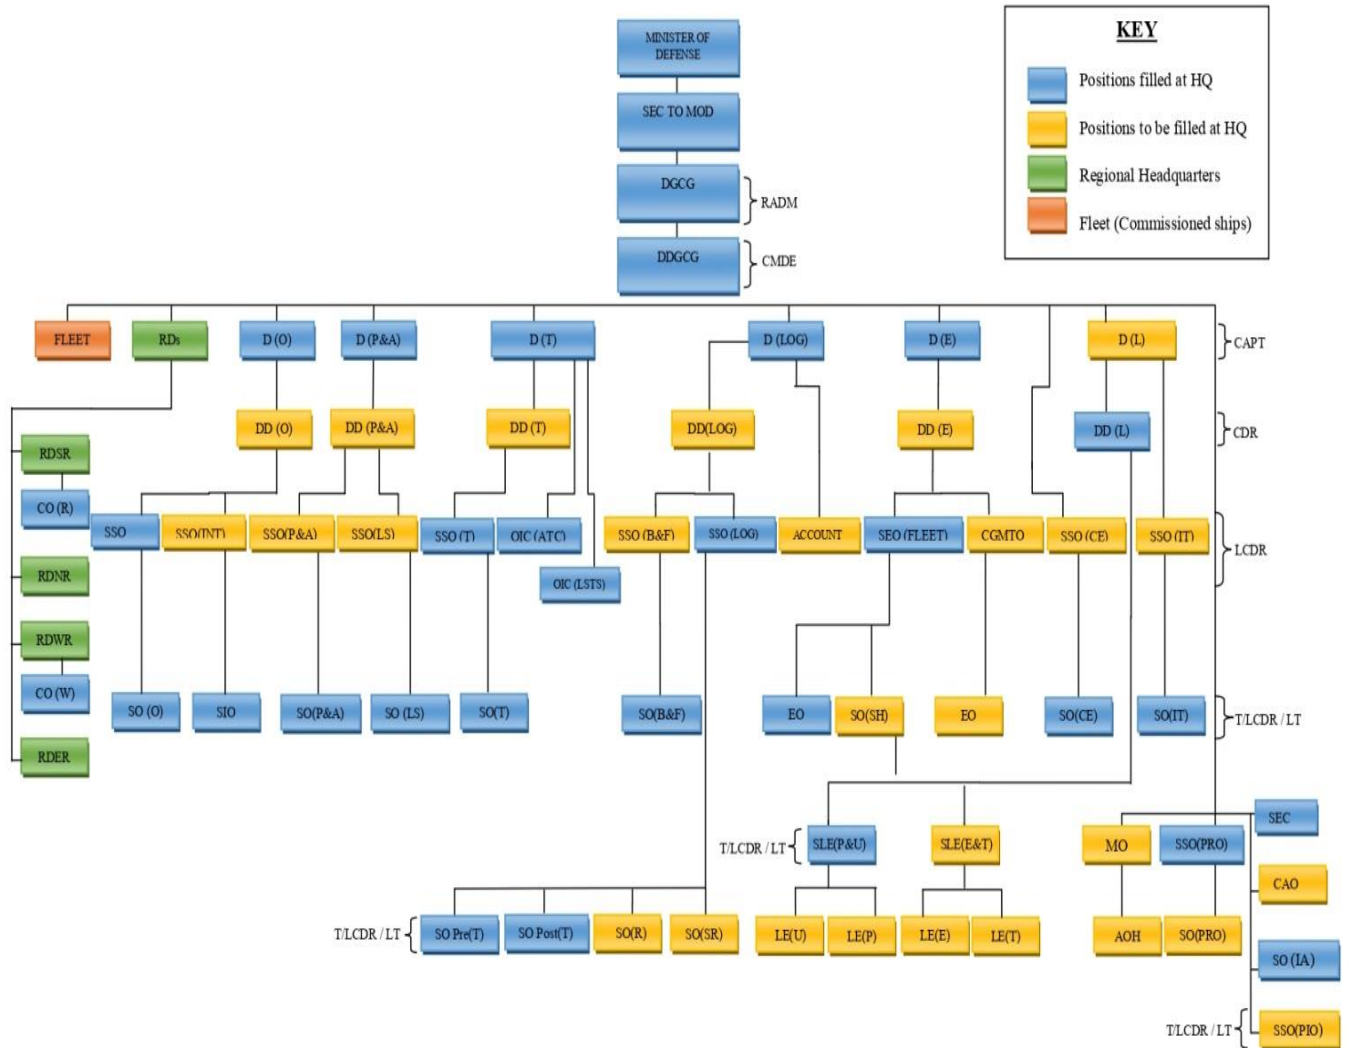 MINISTER OF
DEFENSE
SEC TO MOD
DGCG
RADM
DDGCG
CMDE
KEY
Positions filled at HQ
Positions to be filled at HQ
Regional Headquarters
Fleet (Commissioned ships)
FLEET
RDs
D (O)
D (P&A)
D (T)
D (LOG)
D (E)
D (L)
CAPT
DD (O)
DD (P&A)
DD (T)
DD(LOG)
DD (E)
DD (L)
CDR
RDSR
CO (R)
RDNR
RDWR
CO (W)
RDER
SSO
SSO(INT)
SSO(P&A)
SSO(LS)
SSO (T)
OIC (ATC)
OIC (LSTS)
SSO (B&F)
SSO (LOG)
ACCOUNT
SEO (FLEET)
CGMTO
SSO (CE)
SSO (IT)
LCDR
SO (O)
SIO
SO(P&A)
SO (LS)
SO(T)
SO(B&F)
EO
SO(SH)
EO
SO(CE)
SO(IT)
T/LCDR / LT
T/LCDR / LT
SLE(P&U)
SLE(E&T)
MO
SSO(PRO)
SEC
CAO
T/LCDR / LT
SO Pre(T)
SO Post(T)
SO(R)
SO(SR)
LE(U)
LE(P)
LE(E)
LE(T)
AOH
SO(PRO)
SO (IA)
T/LCDR / LT
SSO(PIO)